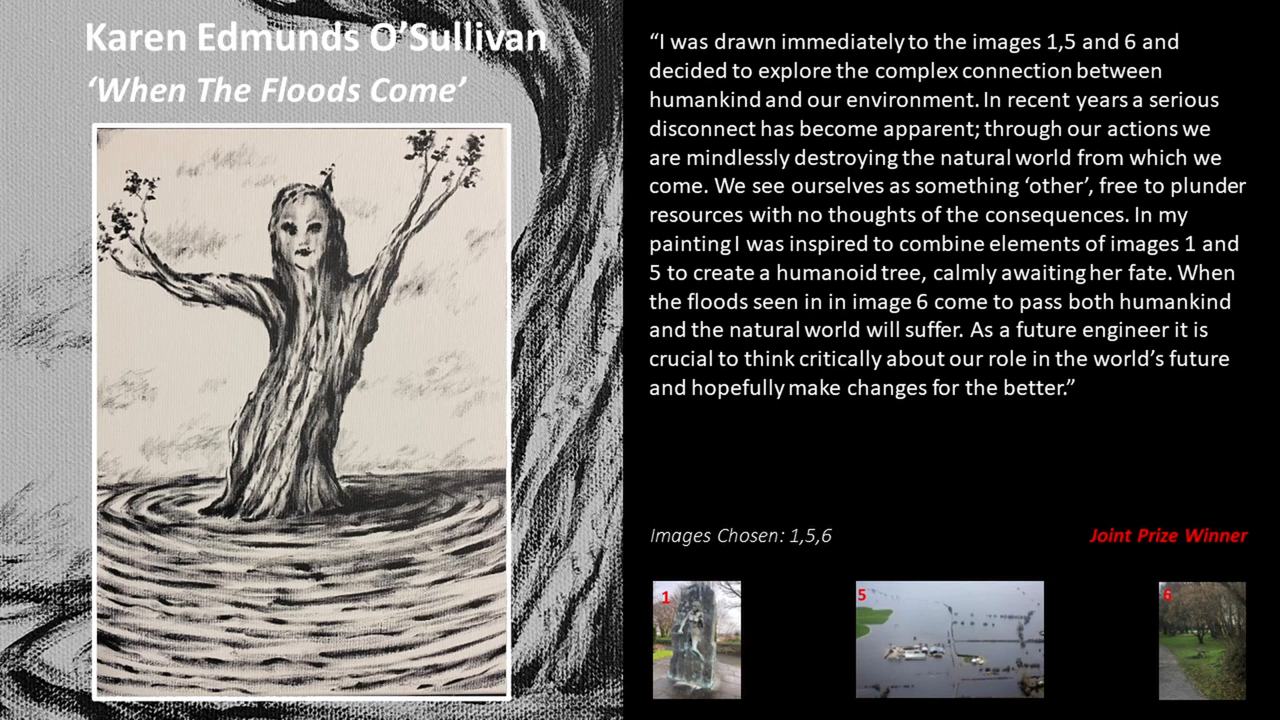 Karen Edmunds O’Sullivan
‘When The Floods Come’
“I was drawn immediately to the images 1,5 and 6 and
decided to explore the complex connection between
humankind and our environment. In recent years a serious
disconnect has become apparent; through our actions we
are mindlessly destroying the natural world from which we
come. We see ourselves as something ‘other’, free to plunder
resources with no thoughts of the consequences. In my
painting I was inspired to combine elements of images 1 and
5 to create a humanoid tree, calmly awaiting her fate. When
the floods seen in in image 6 come to pass both humankind
and the natural world will suffer. As a future engineer it is
crucial to think critically about our role in the world’s future
and hopefully make changes for the better.”
Images Chosen: 1,5,6
Joint Prize Winner
1
5
6